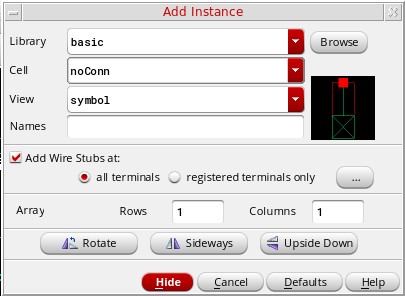 Add Instance
Library basic Browse
Cell noConn
View symbol
Names
Add Wire Stubs at:
all terminals registered terminals only ...
Array Rows 1 Columns 1
Rotate Sideways Upside Down
Hide Cancel Defaults Help